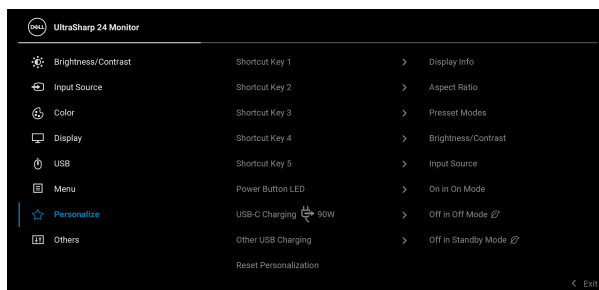 DELL UltraSharp 24 Monitor
Brightness/Contrast Shortcut Key 1 > Display Info
Input Source Shortcut Key 2 > Aspect Ratio
Color Shortcut Key 3 > Presset Modes
Display Shortcut Key 4 > Brightness/Contrast
USB Shortcut Key 5 > Input Source
Menu Power Button LED > On in On Mode
Personalize USB-C Charging 90W > Off in Off Mode
Others Other USB Charging > Off in Standby Mode
Reset Personalization
< Exit